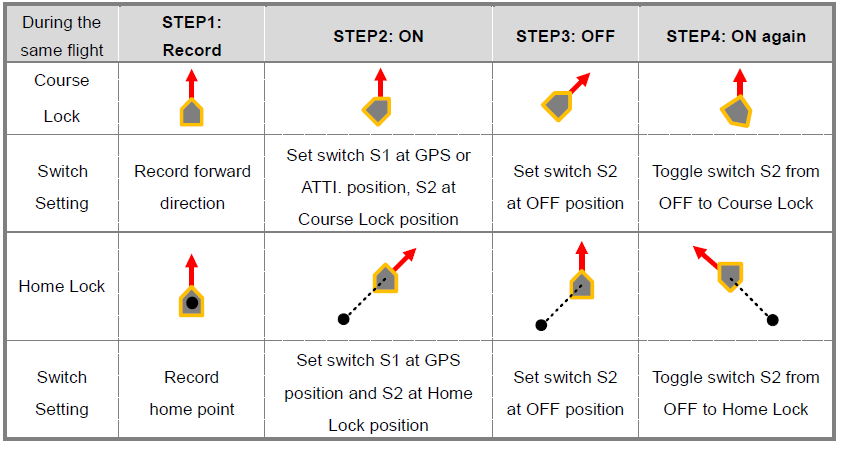 During the
same flight
STEP1:
Record
STEP2: ON
STEP3: OFF
STEP4: ON again
Course
Lock
Switch
Setting
Record forward
direction
Set switch S1 at GPS or
ATTI. position, S2 at
Course Lock position
Set switch S2
at OFF position
Toggle switch S2 from
OFF to Course Lock
Home Lock
Switch
Setting
Record
home point
Set switch S1 at GPS
position and S2 at Home
Lock position
Set switch S2
at OFF position
Toggle switch S2 from
OFF to Home Lock